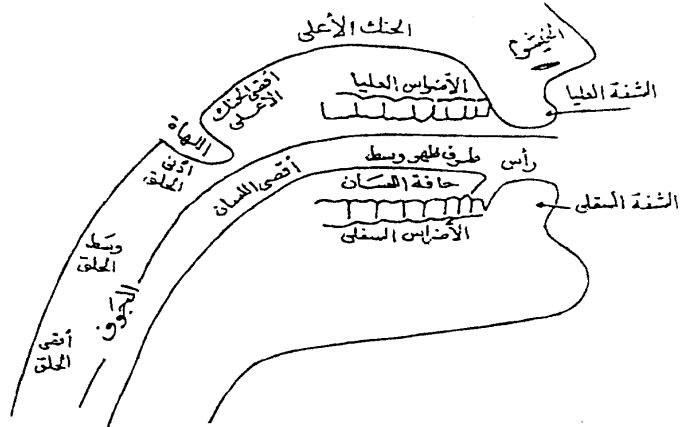 الحنك الأعلى
الخيشوم
الشفة العليا
الأضراس العليا
أقصى الحنك
الأعلى
اللهاة
أدنى
الحلق
طرف ظهر وسط
رأس
أقصى اللسان
حافة اللسان
الشفة السفلى
الأضراس السفلى
وسط
الحلق
الجوف
أقصى
الحلق